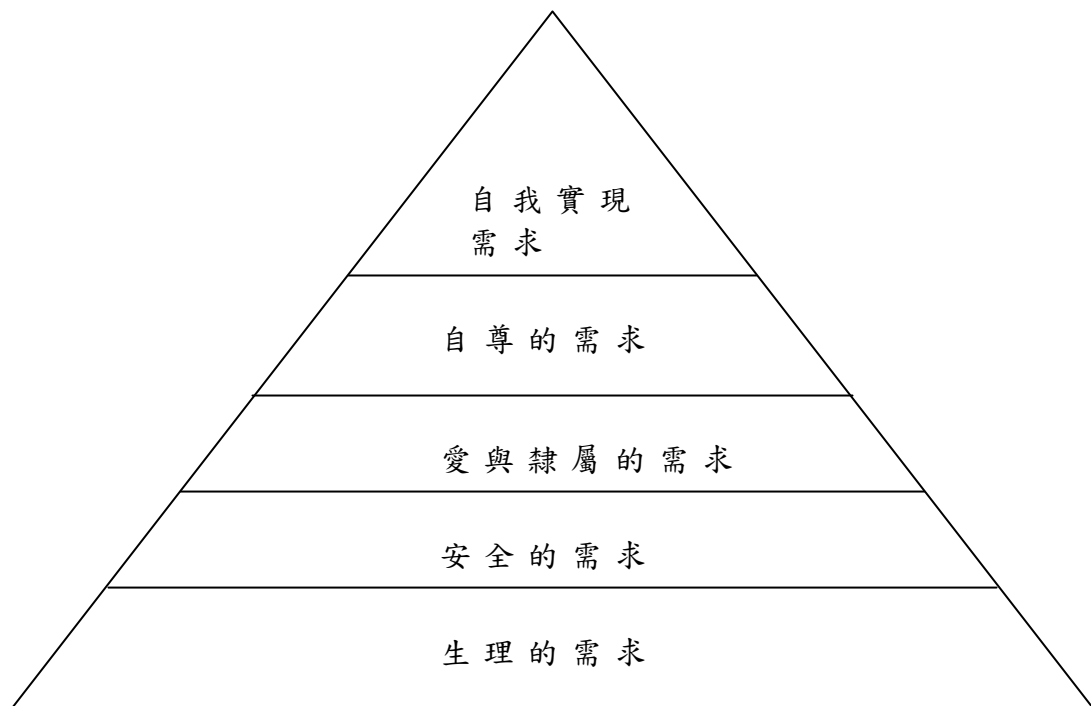 自我實現
需求
自尊的需求
愛與隸屬的需求
安全的需求
生理的需求